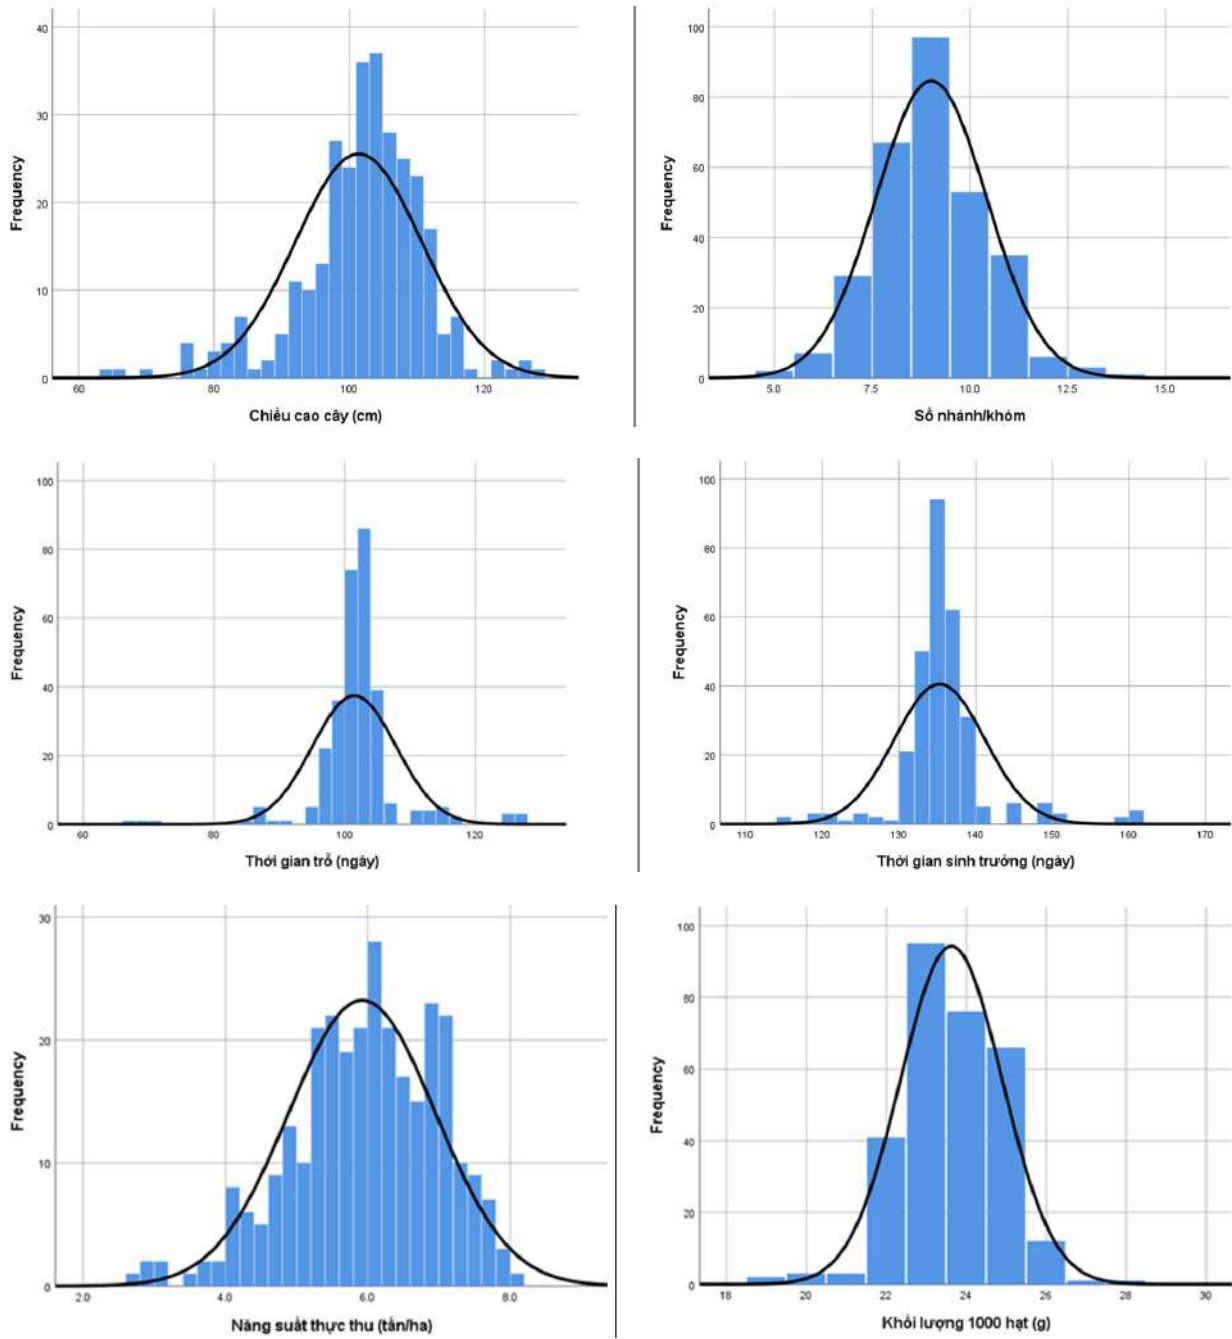 40
30
20
10
0
Frequency
60 80 100 120
Chiều cao cây (cm)
100
80
60
40
20
0
Frequency
5.0 7.5 10.0 12.5 15.0
Số nhánh/khóm
100
80
60
40
20
0
Frequency
60 80 100 120
Thời gian trỗ (ngày)
100
80
60
40
20
0
Frequency
110 120 130 140 150 160 170
Thời gian sinh trưởng (ngày)
30
20
10
0
Frequency
2.0 4.0 6.0 8.0
Năng suất thực thu (tấn/ha)
100
80
60
40
20
0
Frequency
18 20 22 24 26 28 30
Khối lượng 1000 hạt (g)